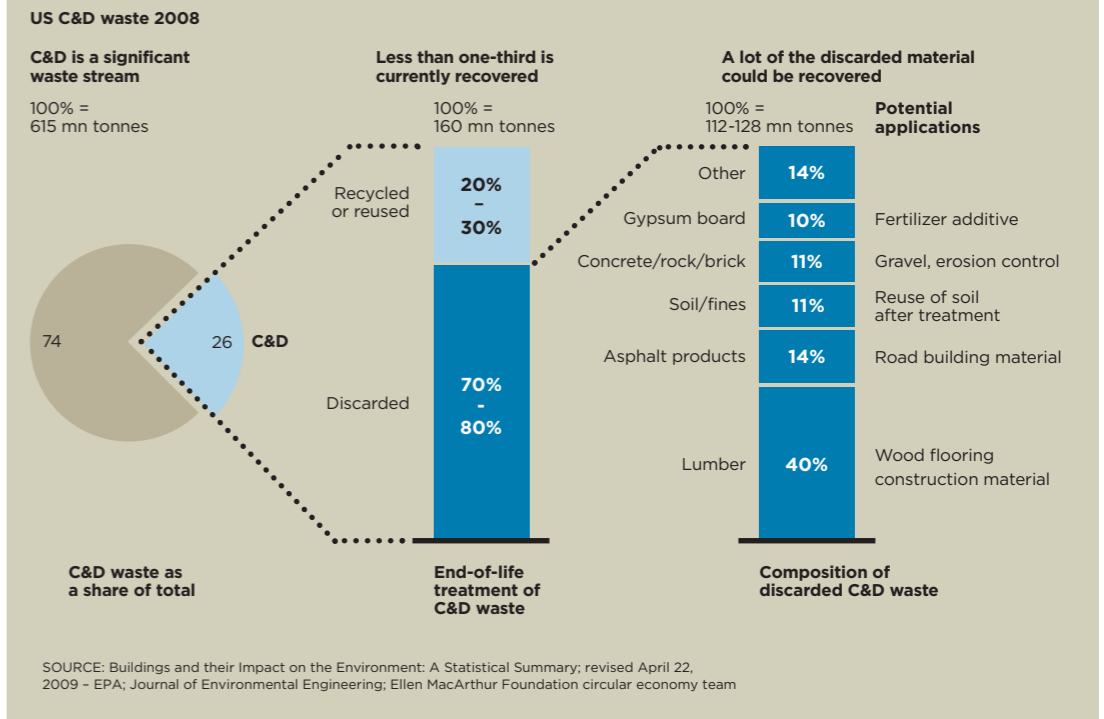 US C&D waste 2008
C&D is a significant
waste stream
100% =
615 mn tonnes
74
26
C&D
C&D waste as
a share of total
Less than one-third is
currently recovered
100% =
160 mn tonnes
Recycled
or reused
20%
–
30%
Discarded
70%
-
80%
End-of-life
treatment of
C&D waste
A lot of the discarded material
could be recovered
100% =
112-128 mn tonnes
Potential
applications
Other
14%
Gypsum board
10%
Fertilizer additive
Concrete/rock/brick
11%
Gravel, erosion control
Soil/fines
11%
Reuse of soil
after treatment
Asphalt products
14%
Road building material
Lumber
40%
Wood flooring
construction material
Composition of
discarded C&D waste
SOURCE: Buildings and their Impact on the Environment: A Statistical Summary; revised April 22,
2009 – EPA; Journal of Environmental Engineering; Ellen MacArthur Foundation circular economy team